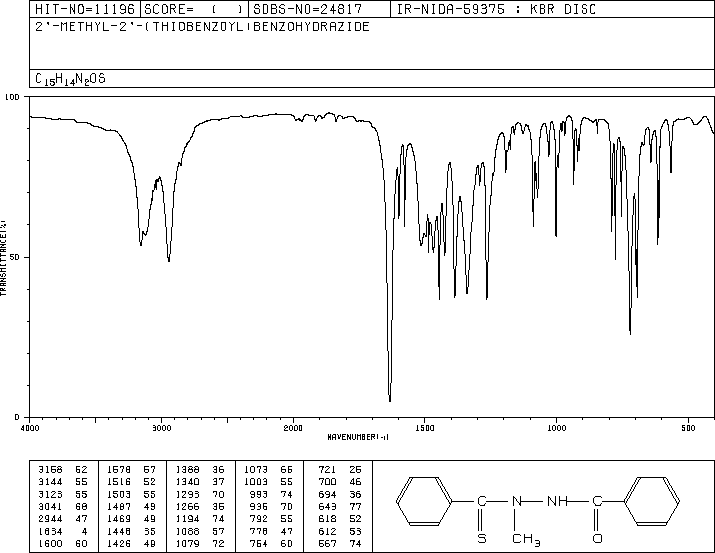 HIT-NO=11196 SCORE= ( ) SDBS-NO=24817 IR-NIDA-59375 : KBR DISC
2'-METHYL-2'-(THIOBENZOYL)BENZOHYDRAZIDE
C15H14N2OS
100
50
0
TRANSMITTANCE(%)
4000 3000 2000 1500 1000 500
WAVENUMBER(-1)
3168 52 1578 57 1388 36 1073 66 721 25
3144 55 1516 52 1340 37 1003 55 700 46
3123 55 1503 55 1293 70 993 74 694 36
3041 68 1487 49 1266 35 936 70 643 77
2944 47 1469 49 1194 74 792 55 618 52
1634 4 1448 35 1088 57 778 47 612 53
1600 60 1426 49 1079 72 754 60 567 74
C N NH C
S CH3 O